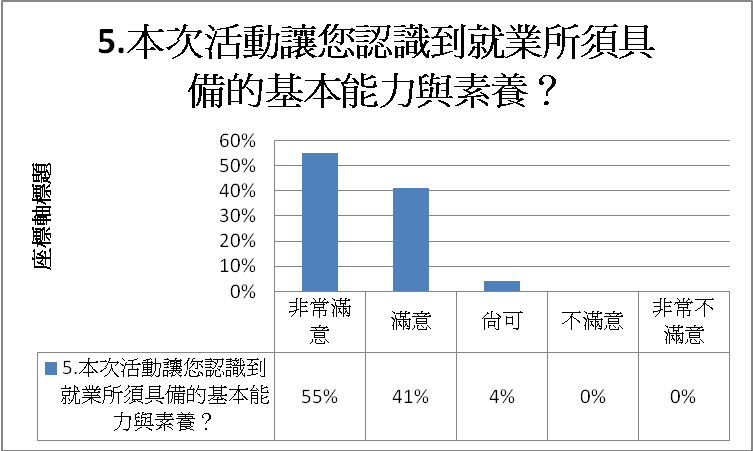 5.本次活動讓您認識到就業所須具
備的基本能力與素養？
座標軸標題
60%
50%
40%
30%
20%
10%
0%
非常滿
意
滿意
尚可
不滿意
非常不
滿意
5.本次活動讓您認識到
就業所須具備的基本能
力與素養？
55%
41%
4%
0%
0%